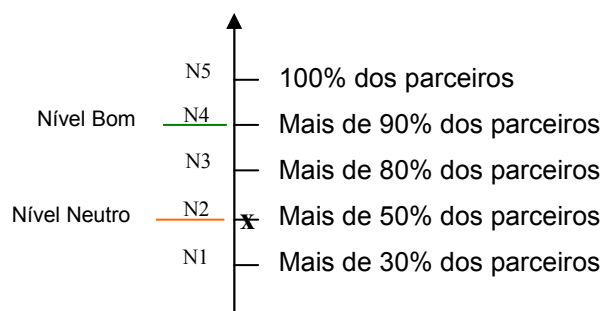 N5 100% dos parceiros
Nível Bom N4 Mais de 90% dos parceiros
N3 Mais de 80% dos parceiros
Nível Neutro N2 x Mais de 50% dos parceiros
N1 Mais de 30% dos parceiros